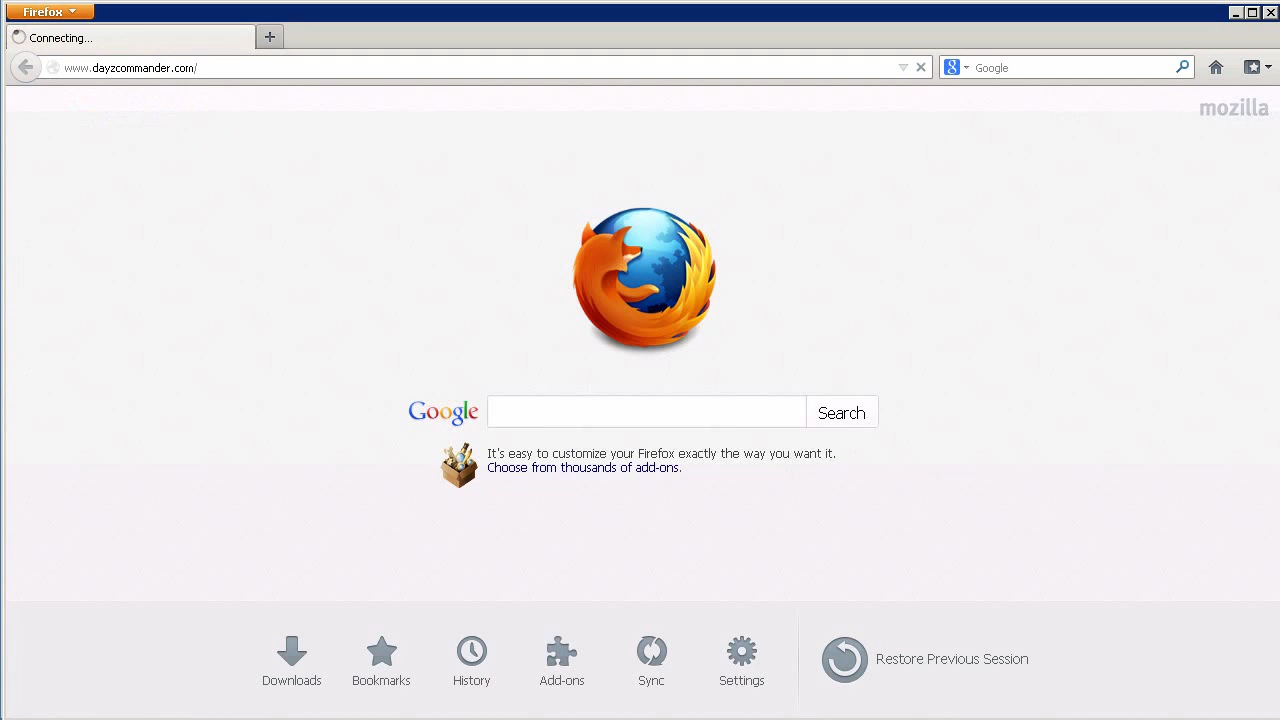 Firefox
Connecting...
www.dayzcommander.com/
Google
mozilla
Google
Search
It's easy to customize your Firefox exactly the way you want it.
Choose from thousands of add-ons.
Downloads
Bookmarks
History
Add-ons
Sync
Settings
Restore Previous Session